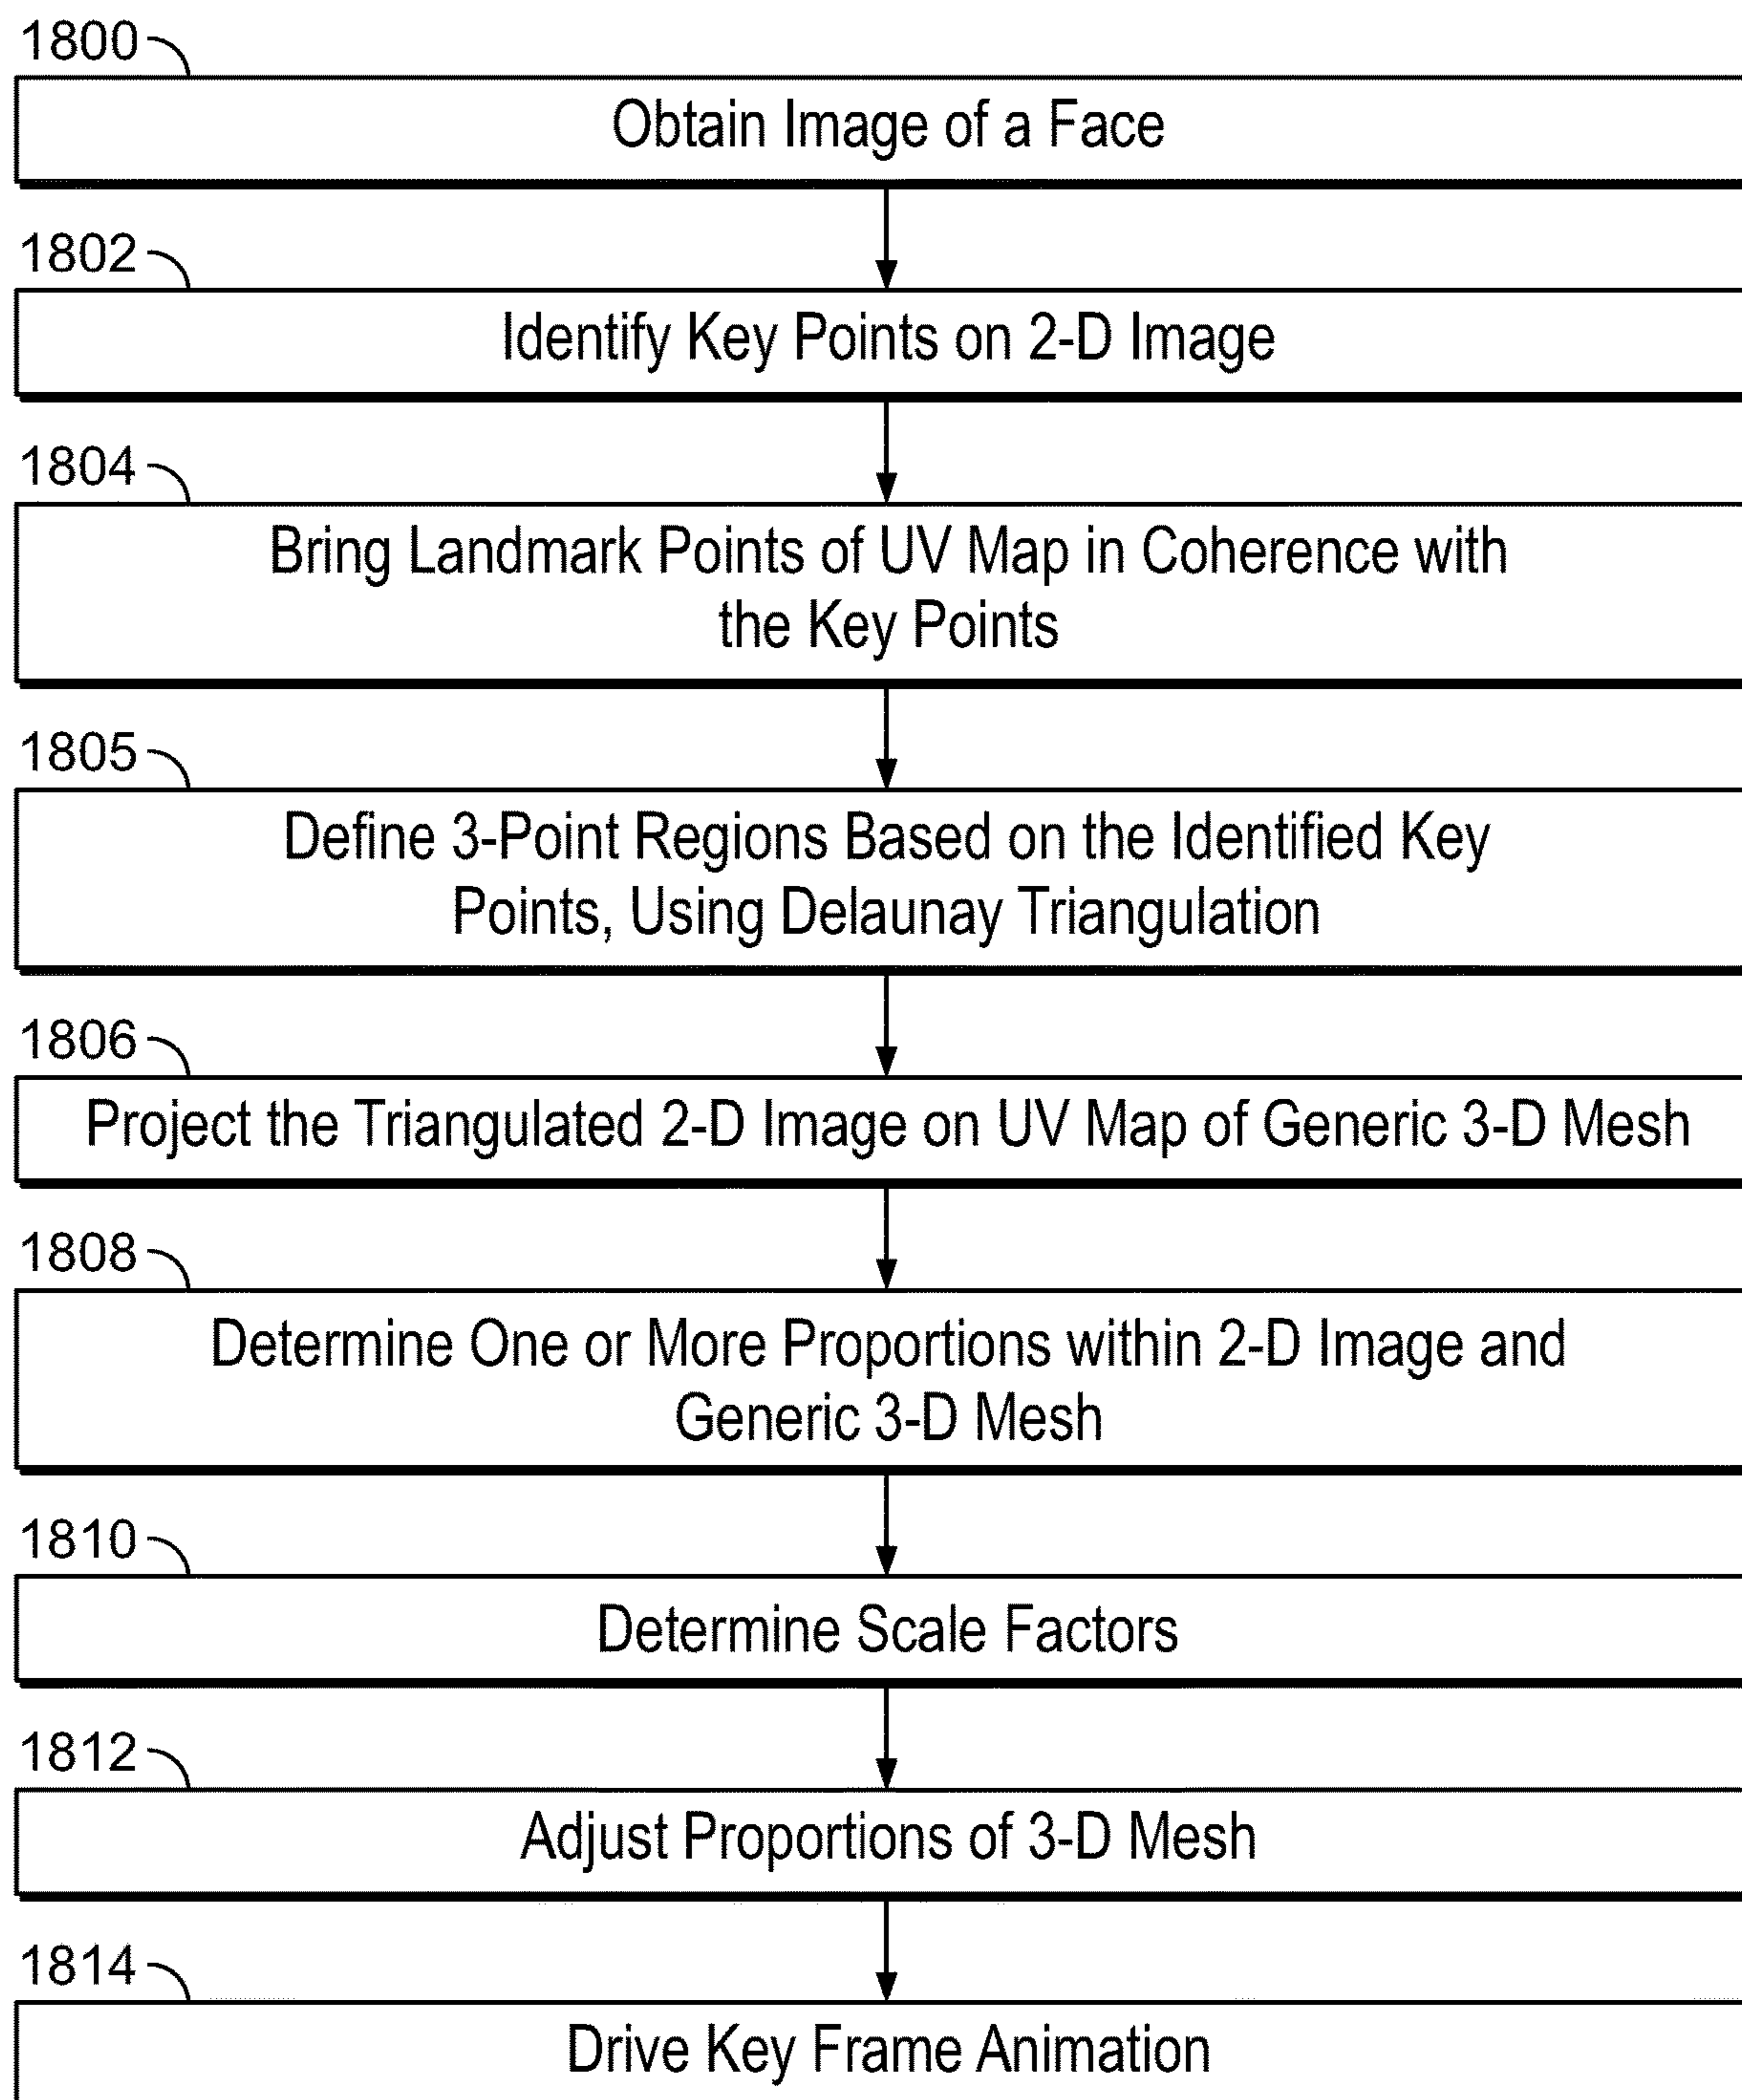 1800
Obtain Image of a Face
1802
Identify Key Points on 2-D Image
1804
Bring Landmark Points of UV Map in Coherence with
the Key Points
1805
Define 3-Point Regions Based on the Identified Key
Points, Using Delaunay Triangulation
1806
Project the Triangulated 2-D Image on UV Map of Generic 3-D Mesh
1808
Determine One or More Proportions within 2-D Image and
Generic 3-D Mesh
1810
Determine Scale Factors
1812
Adjust Proportions of 3-D Mesh
1814
Drive Key Frame Animation